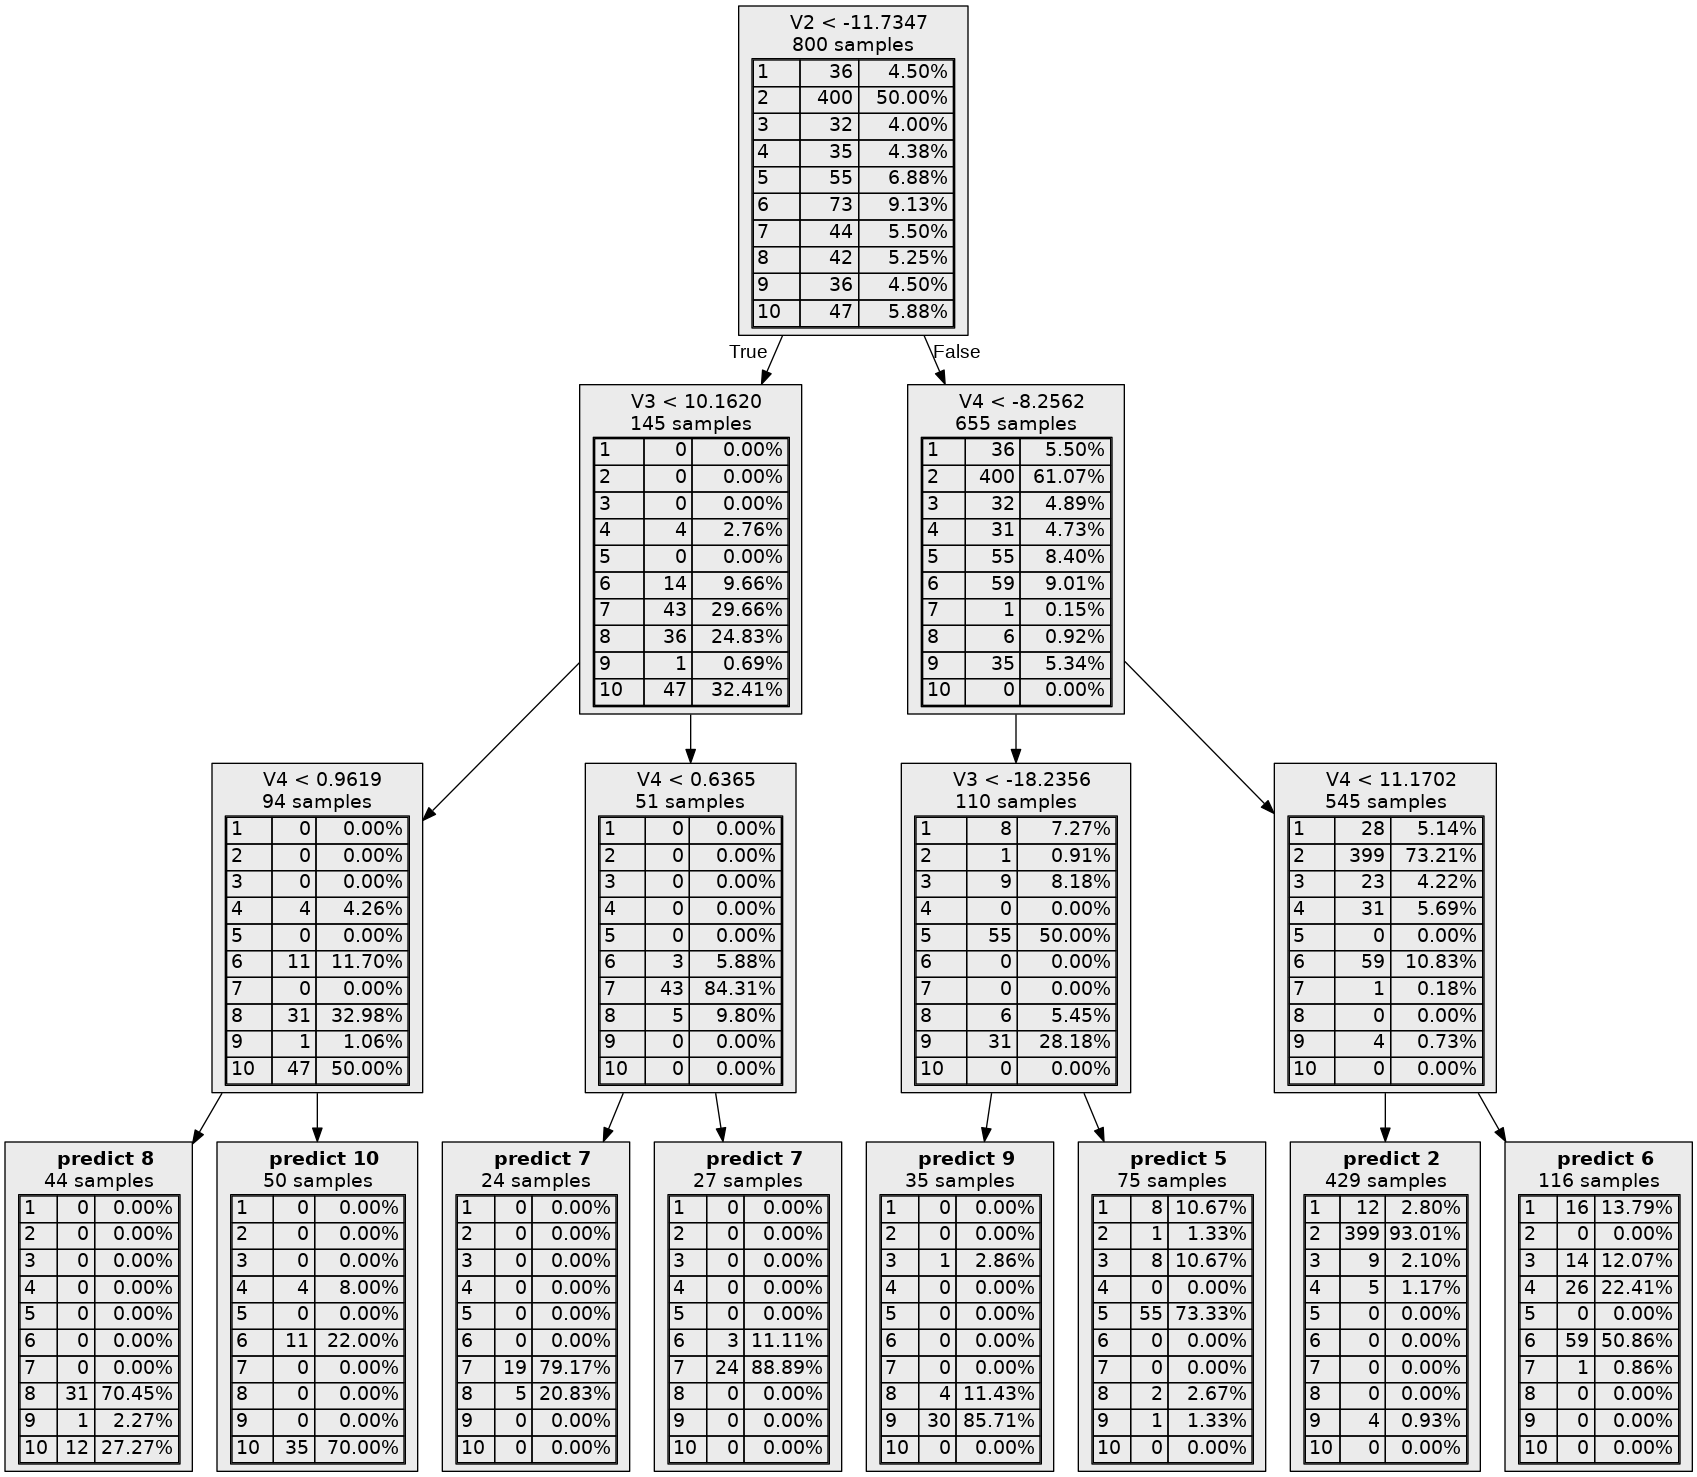 V2 < -11.7347
800 samples
1 36 4.50%
2 400 50.00%
3 32 4.00%
4 35 4.38%
5 55 6.88%
6 73 9.13%
7 44 5.50%
8 42 5.25%
9 36 4.50%
10 47 5.88%
True
False
V3 < 10.1620
145 samples
1 0 0.00%
2 0 0.00%
3 0 0.00%
4 4 2.76%
5 0 0.00%
6 14 9.66%
7 43 29.66%
8 36 24.83%
9 1 0.69%
10 47 32.41%
V4 < -8.2562
655 samples
1 36 5.50%
2 400 61.07%
3 32 4.89%
4 31 4.73%
5 55 8.40%
6 59 9.01%
7 1 0.15%
8 6 0.92%
9 35 5.34%
10 0 0.00%
V4 < 0.9619
94 samples
1 0 0.00%
2 0 0.00%
3 0 0.00%
4 4 4.26%
5 0 0.00%
6 11 11.70%
7 0 0.00%
8 31 32.98%
9 1 1.06%
10 47 50.00%
V4 < 0.6365
51 samples
1 0 0.00%
2 0 0.00%
3 0 0.00%
4 0 0.00%
5 0 0.00%
6 3 5.88%
7 43 84.31%
8 5 9.80%
9 0 0.00%
10 0 0.00%
V3 < -18.2356
110 samples
1 8 7.27%
2 1 0.91%
3 9 8.18%
4 0 0.00%
5 55 50.00%
6 0 0.00%
7 0 0.00%
8 6 5.45%
9 31 28.18%
10 0 0.00%
V4 < 11.1702
545 samples
1 28 5.14%
2 399 73.21%
3 23 4.22%
4 31 5.69%
5 0 0.00%
6 59 10.83%
7 1 0.18%
8 0 0.00%
9 4 0.73%
10 0 0.00%
predict 8
44 samples
1 0 0.00%
2 0 0.00%
3 0 0.00%
4 0 0.00%
5 0 0.00%
6 0 0.00%
7 0 0.00%
8 31 70.45%
9 1 2.27%
10 12 27.27%
predict 10
50 samples
1 0 0.00%
2 0 0.00%
3 0 0.00%
4 4 8.00%
5 0 0.00%
6 11 22.00%
7 0 0.00%
8 0 0.00%
9 0 0.00%
10 35 70.00%
predict 7
24 samples
1 0 0.00%
2 0 0.00%
3 0 0.00%
4 0 0.00%
5 0 0.00%
6 0 0.00%
7 19 79.17%
8 5 20.83%
9 0 0.00%
10 0 0.00%
predict 7
27 samples
1 0 0.00%
2 0 0.00%
3 0 0.00%
4 0 0.00%
5 0 0.00%
6 3 11.11%
7 24 88.89%
8 0 0.00%
9 0 0.00%
10 0 0.00%
predict 9
35 samples
1 0 0.00%
2 0 0.00%
3 1 2.86%
4 0 0.00%
5 0 0.00%
6 0 0.00%
7 0 0.00%
8 4 11.43%
9 30 85.71%
10 0 0.00%
predict 5
75 samples
1 8 10.67%
2 1 1.33%
3 8 10.67%
4 0 0.00%
5 55 73.33%
6 0 0.00%
7 0 0.00%
8 2 2.67%
9 1 1.33%
10 0 0.00%
predict 2
429 samples
1 12 2.80%
2 399 93.01%
3 9 2.10%
4 5 1.17%
5 0 0.00%
6 0 0.00%
7 0 0.00%
8 0 0.00%
9 4 0.93%
10 0 0.00%
predict 6
116 samples
1 16 13.79%
2 0 0.00%
3 14 12.07%
4 26 22.41%
5 0 0.00%
6 59 50.86%
7 1 0.86%
8 0 0.00%
9 0 0.00%
10 0 0.00%